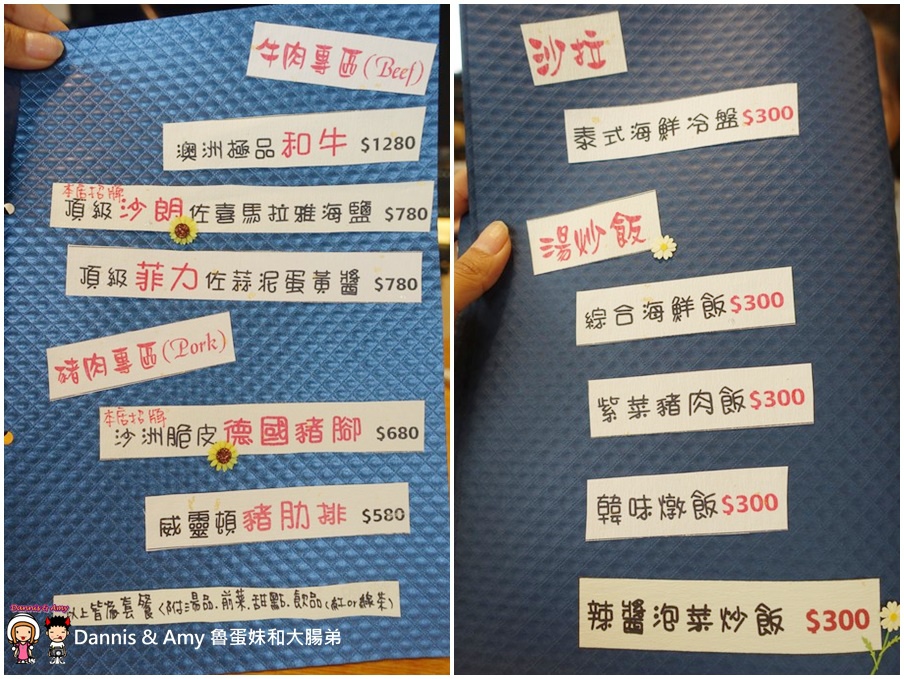 牛肉專區(Beef)
澳洲極品和牛 $1280
本店招牌
頂級沙朗佐喜馬拉雅海鹽 $780
頂級菲力佐蒜泥蛋黃醬 $780
豬肉專區(Pork)
本店招牌
沙洲脆皮德國豬腳 $680
威靈頓豬肋排 $580
以上皆為套餐(附湯品.前菜.甜點.飲品(紅or綠茶)
Dannis & Amy
Dannis & Amy 魯蛋妹和大腸弟
沙拉
泰式海鮮冷盤$300
湯炒飯
綜合海鮮飯$300
紫菜豬肉飯$300
韓味燉飯$300
辣醬泡菜炒飯 $300